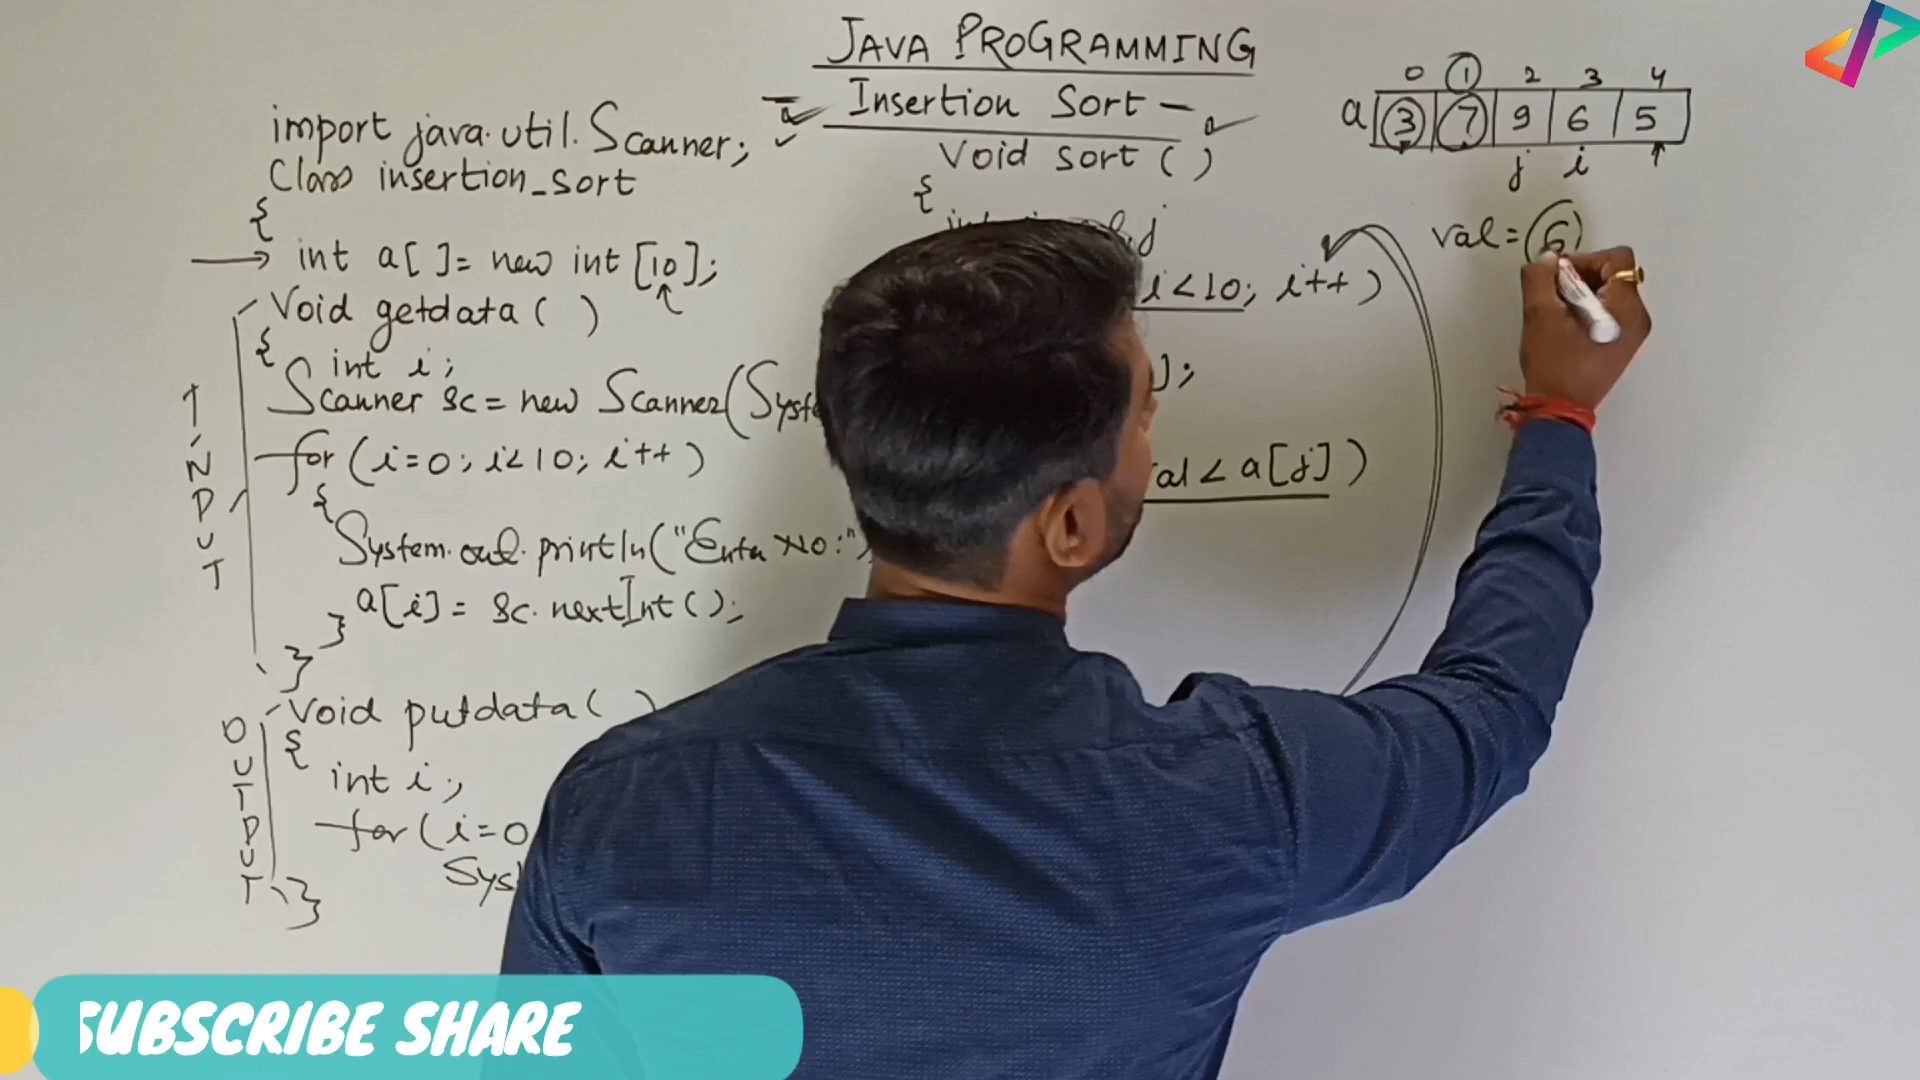 JAVA PROGRAMMING
Insertion Sort -
import java.util.Scanner;
Class insertion_sort
{
int a[ ]= new int [10];
Void getdata( )
{
int i;
Scanner sc = new Scanner(Syst
for (i=0; i<10; i++)
{
System.out.println("Enter No:")
a[i] = sc.nextInt();
}
}
INPUT
Void putdata( )
{
int i;
for (i=0
Sys
}
OUTPUT
Void sort ( )
{
j
i<10; i++)
];
val < a[j] )
0 1 2 3 4
a 3 7 9 6 5
j i
val = 6
SUBSCRIBE SHARE